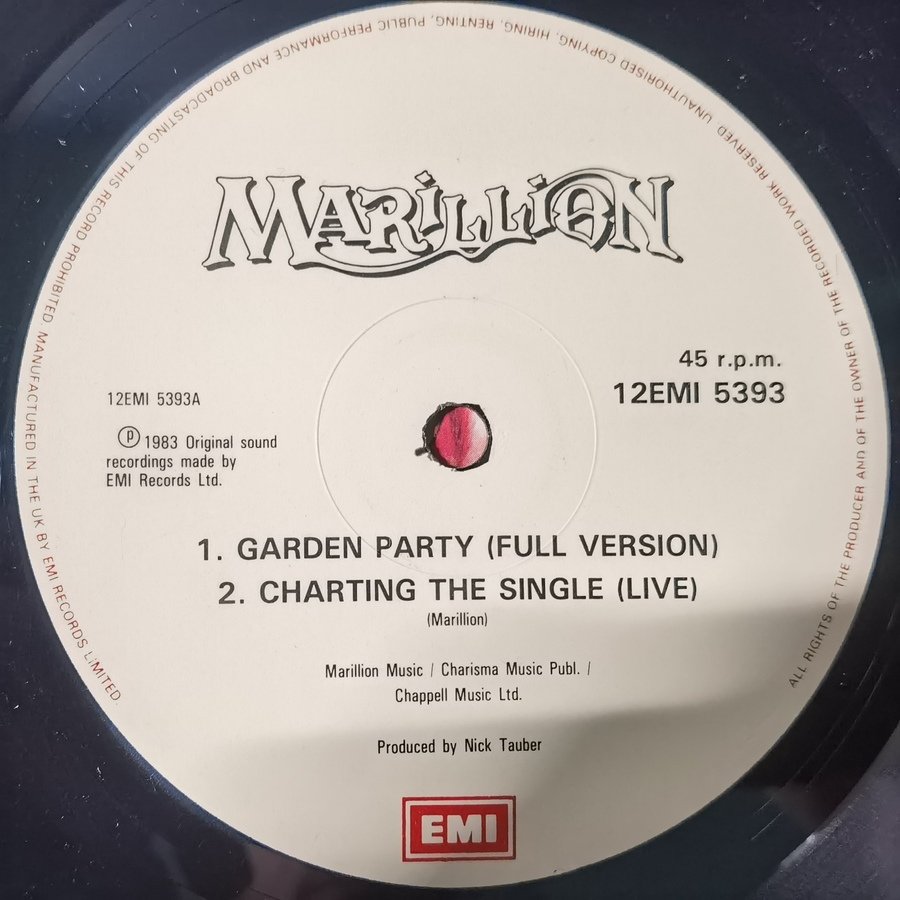 ALL RIGHTS OF THE PRODUCER AND OF THE OWNER OF THE RECORDED WORK RESERVED. UNAUTHORISED COPYING, HIRING, RENTING, PUBLIC PERFORMANCE AND BROADCASTING OF THIS RECORD PROHIBITED. MANUFACTURED IN THE UK BY EMI RECORDS LIMITED.
MARILLION
45 r.p.m.
12EMI 5393
12EMI 5393A
℗ 1983 Original sound
recordings made by
EMI Records Ltd.
1. GARDEN PARTY (FULL VERSION)
2. CHARTING THE SINGLE (LIVE)
(Marillion)
Marillion Music / Charisma Music Publ. /
Chappell Music Ltd.
Produced by Nick Tauber
EMI